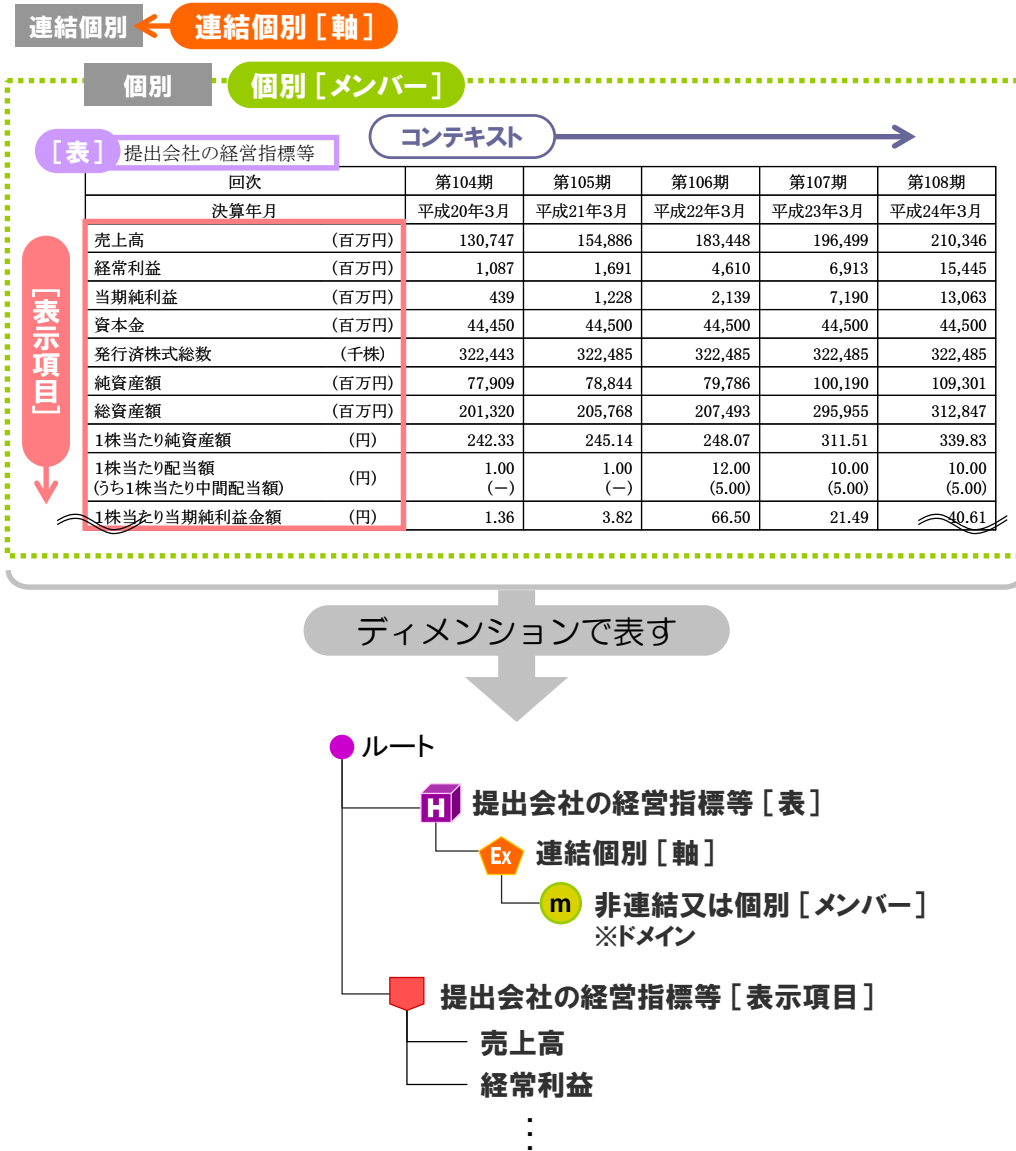 連結個別 連結個別［軸］
個別 個別［メンバー］
コンテキスト
［表］ 提出会社の経営指標等
回次 第104期 第105期 第106期 第107期 第108期
決算年月 平成20年3月 平成21年3月 平成22年3月 平成23年3月 平成24年3月
［表示項目］
売上高 (百万円) 130,747 154,886 183,448 196,499 210,346
経常利益 (百万円) 1,087 1,691 4,610 6,913 15,445
当期純利益 (百万円) 439 1,228 2,139 7,190 13,063
資本金 (百万円) 44,450 44,500 44,500 44,500 44,500
発行済株式総数 (千株) 322,443 322,485 322,485 322,485 322,485
純資産額 (百万円) 77,909 78,844 79,786 100,190 109,301
総資産額 (百万円) 201,320 205,768 207,493 295,955 312,847
1株当たり純資産額 (円) 242.33 245.14 248.07 311.51 339.83
1株当たり配当額 (円) 1.00 1.00 12.00 10.00 10.00
(うち1株当たり中間配当額) (－) (－) (5.00) (5.00) (5.00)
1株当たり当期純利益金額 (円) 1.36 3.82 66.50 21.49 40.61
ディメンションで表す
ルート
H 提出会社の経営指標等［表］
Ex 連結個別［軸］
m 非連結又は個別［メンバー］
※ドメイン
提出会社の経営指標等［表示項目］
売上高
経常利益
⋮